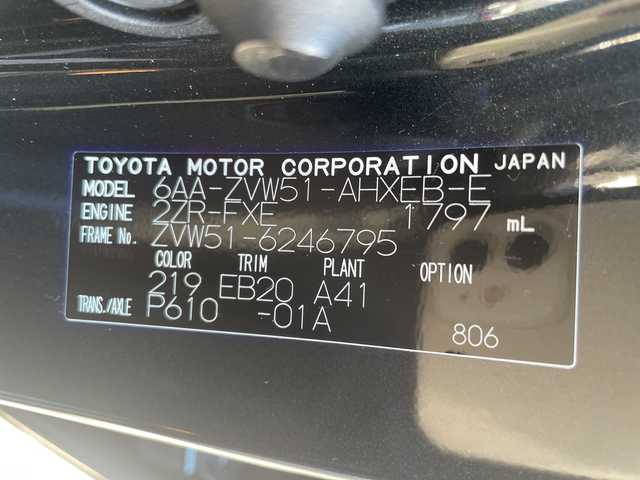 TOYOTA MOTOR CORPORATION JAPAN
MODEL 6AA-ZVW51-AHXEB-E
ENGINE 2ZR-FXE 1797 mL
FRAME No. ZVW51-6246795
COLOR TRIM PLANT OPTION
219 EB20 A41
TRANS./AXLE P610 -01A
806